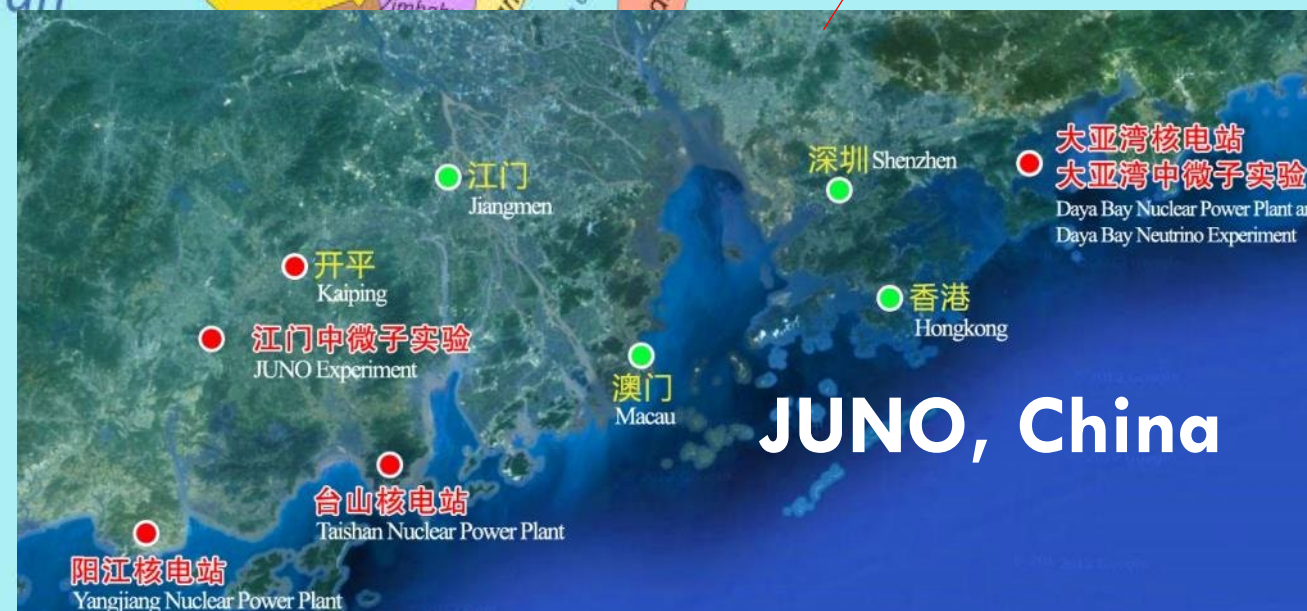 Zimbab
大亚湾核电站
大亚湾中微子实验
Daya Bay Nuclear Power Plant an
Daya Bay Neutrino Experiment
深圳 Shenzhen
江门
Jiangmen
开平
Kaiping
香港
Hongkong
江门中微子实验
JUNO Experiment
澳门
Macau
JUNO, China
台山核电站
Taishan Nuclear Power Plant
阳江核电站
Yangjiang Nuclear Power Plant